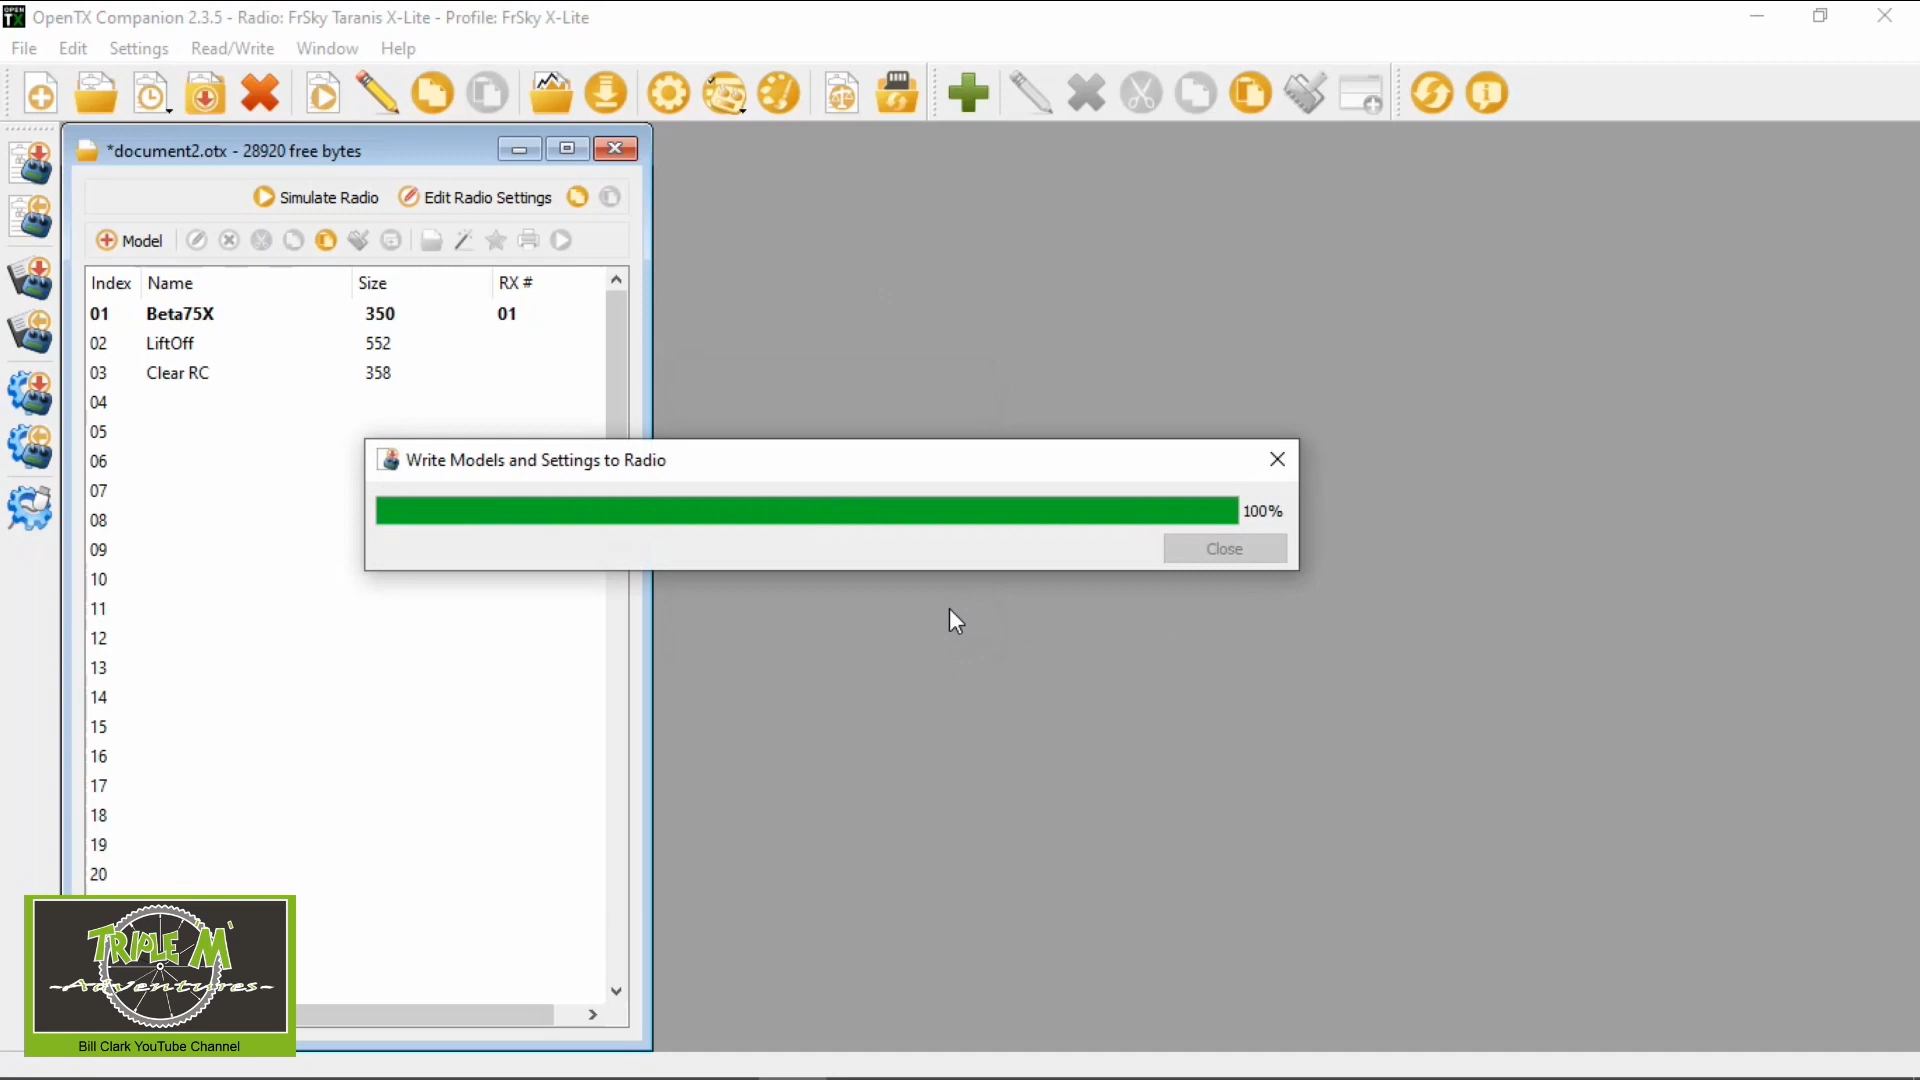 OpenTX Companion 2.3.5 - Radio: FrSky Taranis X-Lite - Profile: FrSky X-Lite
File Edit Settings Read/Write Window Help
*document2.otx - 28920 free bytes
Simulate Radio Edit Radio Settings
Model
Index Name Size RX #
01 Beta75X 350 01
02 LiftOff 552
03 Clear RC 358
04
05
06
07
08
09
10
11
12
13
14
15
16
17
18
19
20
Write Models and Settings to Radio
100%
Close
TRIPLE M
-Adventures-
Bill Clark YouTube Channel